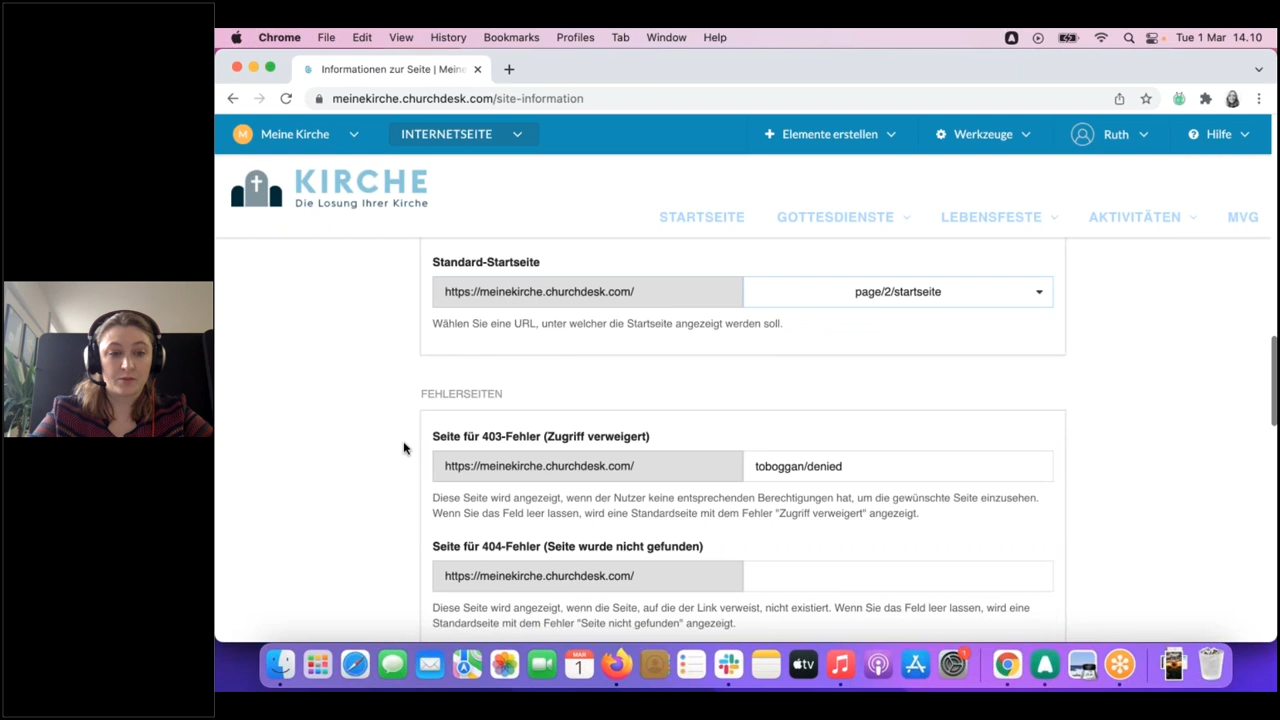 Chrome File Edit View History Bookmarks Profiles Tab Window Help Tue 1 Mar 14.10
Informationen zur Seite | Meine
meinekirche.churchdesk.com/site-information
M Meine Kirche INTERNETSEITE Elemente erstellen Werkzeuge Ruth Hilfe
KIRCHE
Die Losung Ihrer Kirche
STARTSEITE GOTTESDIENSTE LEBENSFESTE AKTIVITÄTEN MVG
Standard-Startseite
https://meinekirche.churchdesk.com/ page/2/startseite
Wählen Sie eine URL, unter welcher die Startseite angezeigt werden soll.
FEHLERSEITEN
Seite für 403-Fehler (Zugriff verweigert)
https://meinekirche.churchdesk.com/ toboggan/denied
Diese Seite wird angezeigt, wenn der Nutzer keine entsprechenden Berechtigungen hat, um die gewünschte Seite einzusehen.
Wenn Sie das Feld leer lassen, wird eine Standardseite mit dem Fehler "Zugriff verweigert" angezeigt.
Seite für 404-Fehler (Seite wurde nicht gefunden)
https://meinekirche.churchdesk.com/
Diese Seite wird angezeigt, wenn die Seite, auf die der Link verweist, nicht existiert. Wenn Sie das Feld leer lassen, wird eine
Standardseite mit dem Fehler "Seite nicht gefunden" angezeigt.
MAR
1
tv
1